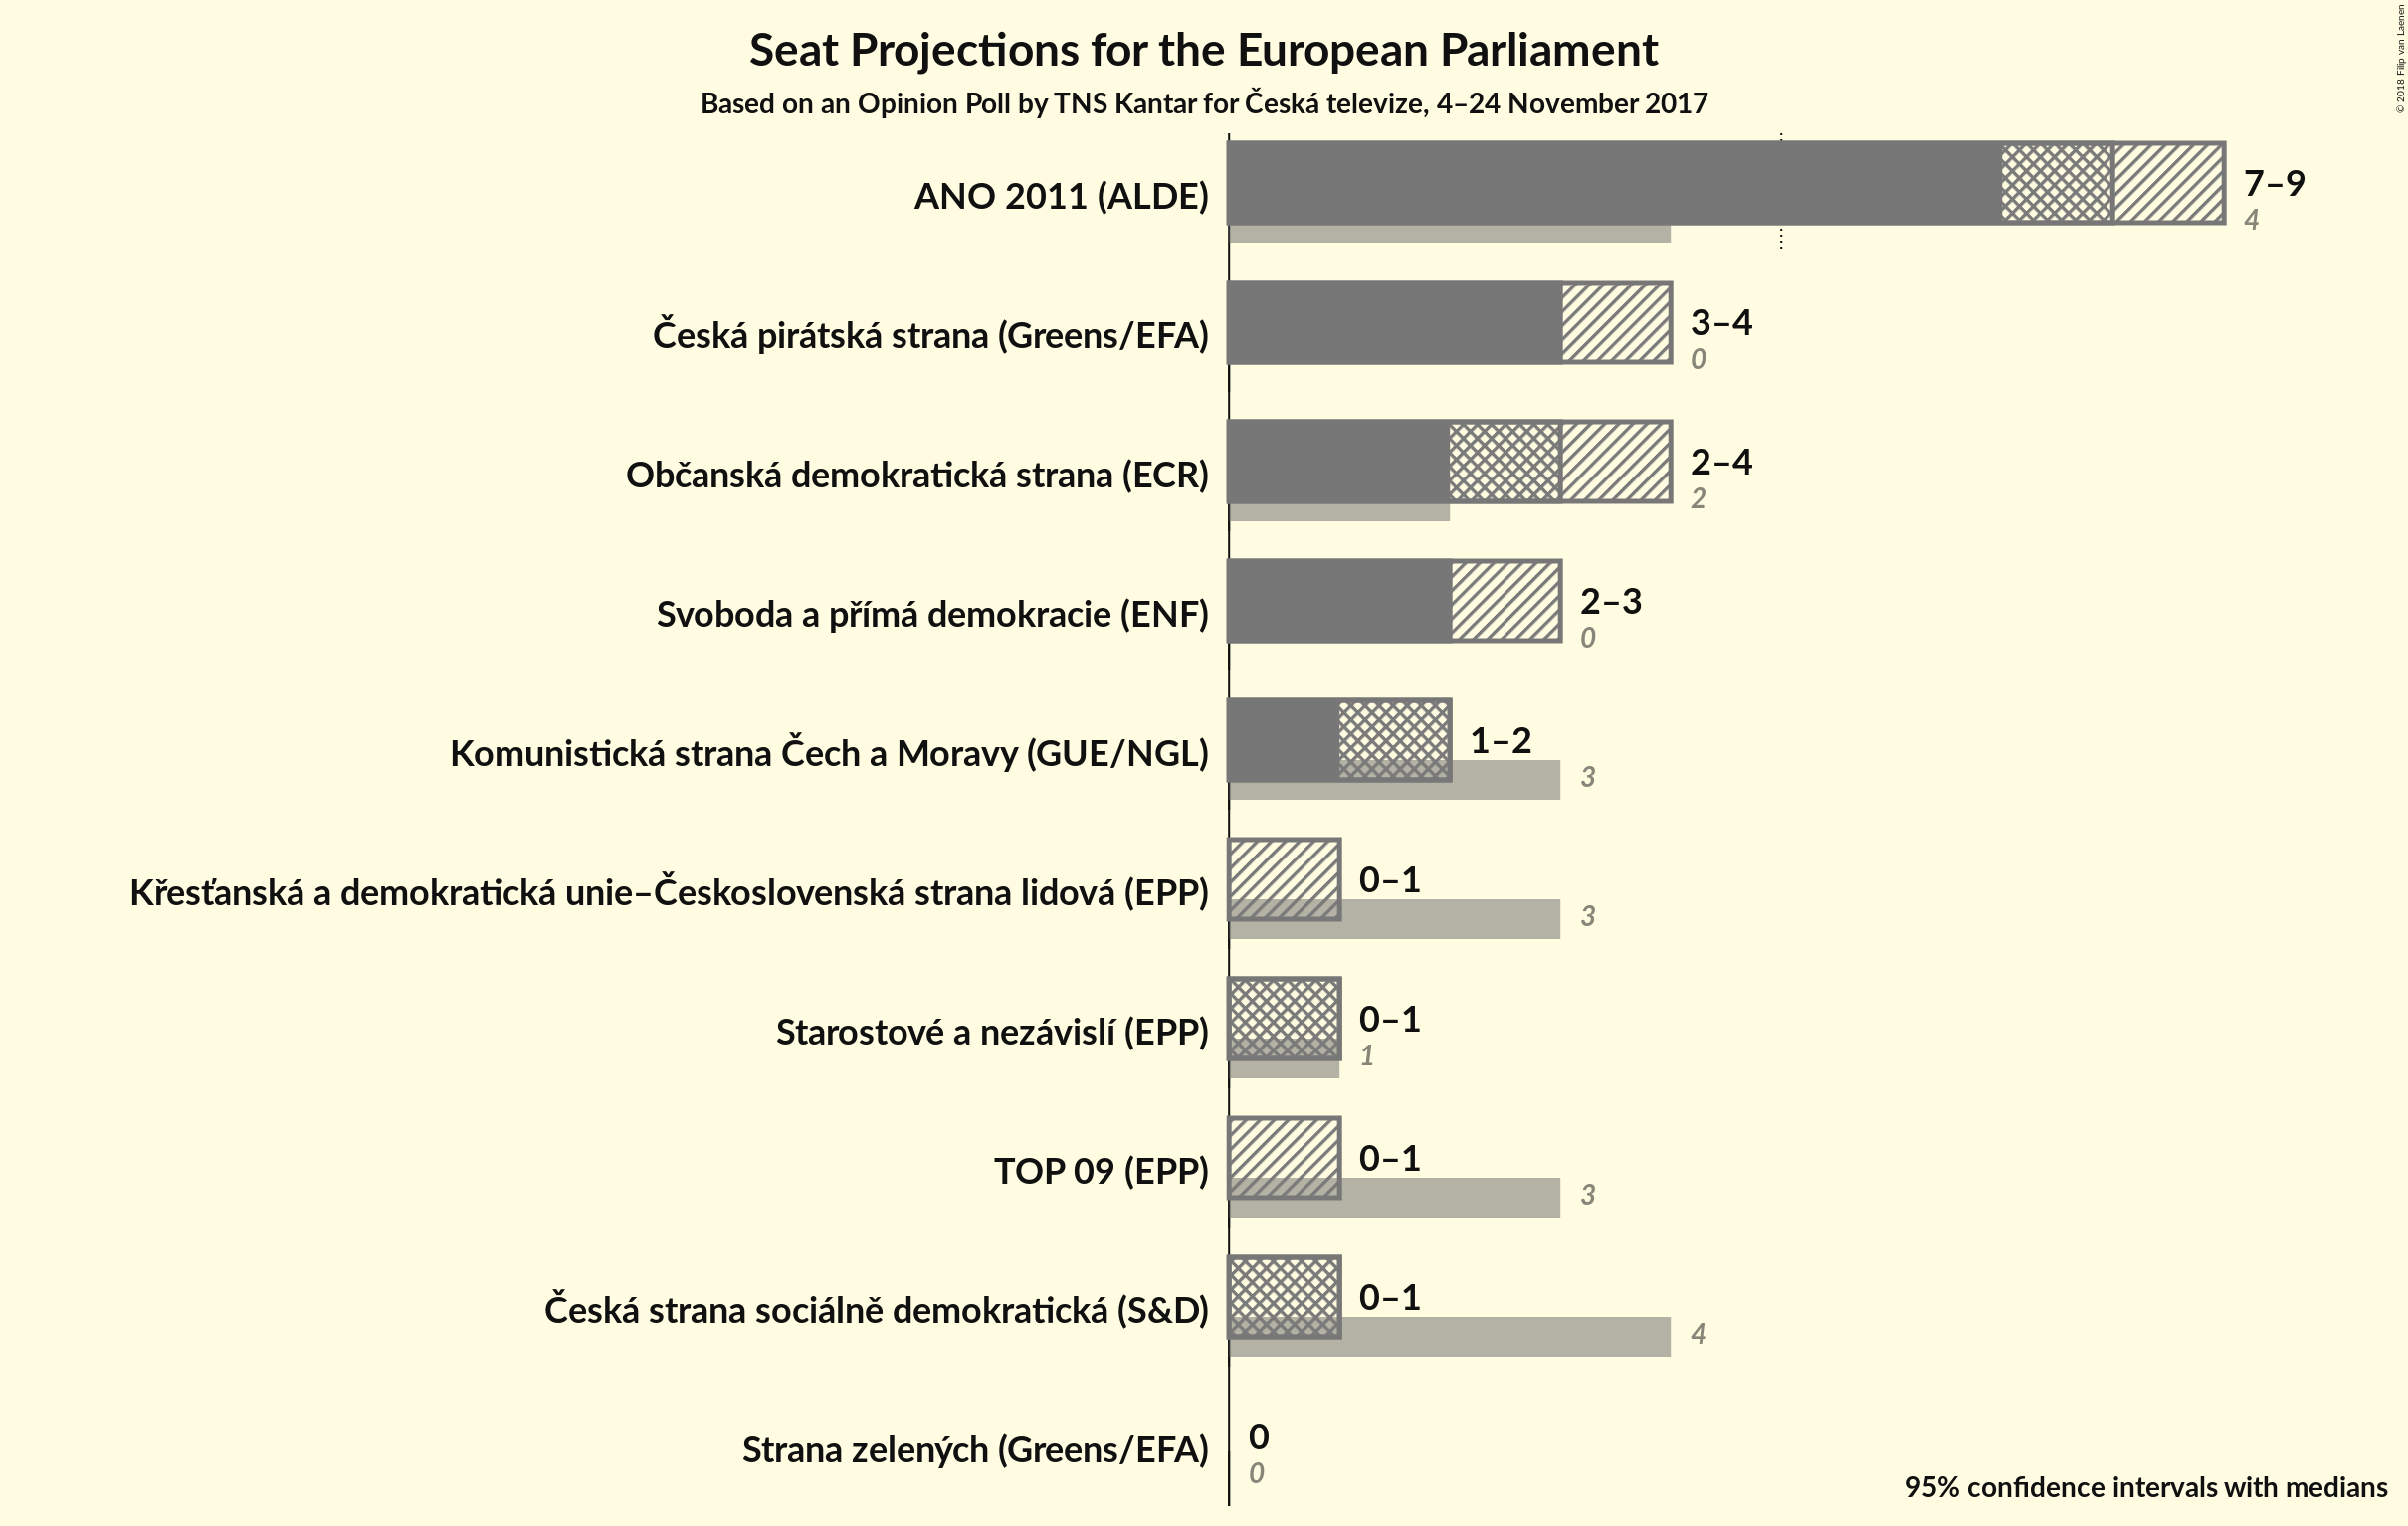 Seat Projections for the European Parliament
Based on an Opinion Poll by TNS Kantar for Česká televize, 4–24 November 2017
© 2018 Filip van Laenen
ANO 2011 (ALDE)
7–9
4
Česká pirátská strana (Greens/EFA)
3–4
0
Občanská demokratická strana (ECR)
2–4
2
Svoboda a přímá demokracie (ENF)
2–3
0
Komunistická strana Čech a Moravy (GUE/NGL)
1–2
3
Křesťanská a demokratická unie–Československá strana lidová (EPP)
0–1
3
Starostové a nezávislí (EPP)
0–1
1
TOP 09 (EPP)
0–1
3
Česká strana sociálně demokratická (S&D)
0–1
4
Strana zelených (Greens/EFA)
0
0
95% confidence intervals with medians